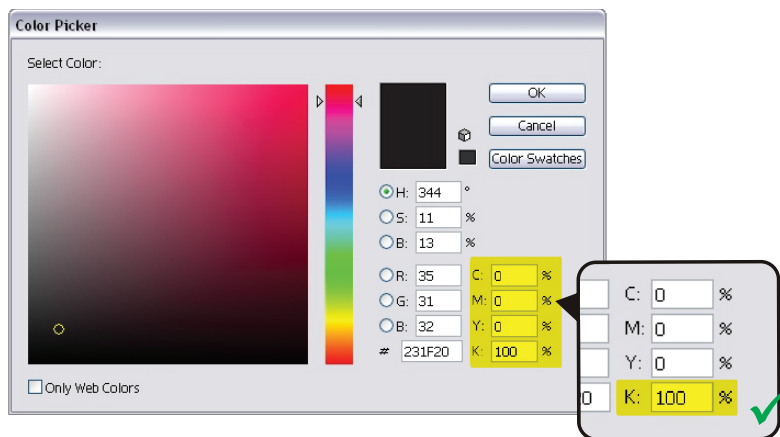 Color Picker
Select Color:
OK
Cancel
Color Swatches
H: 344 °
S: 11 %
B: 13 %
R: 35 C: 0 %
G: 31 M: 0 %
B: 32 Y: 0 %
# 231F20 K: 100 %
Only Web Colors
C: 0 %
M: 0 %
Y: 0 %
0 K: 100 %